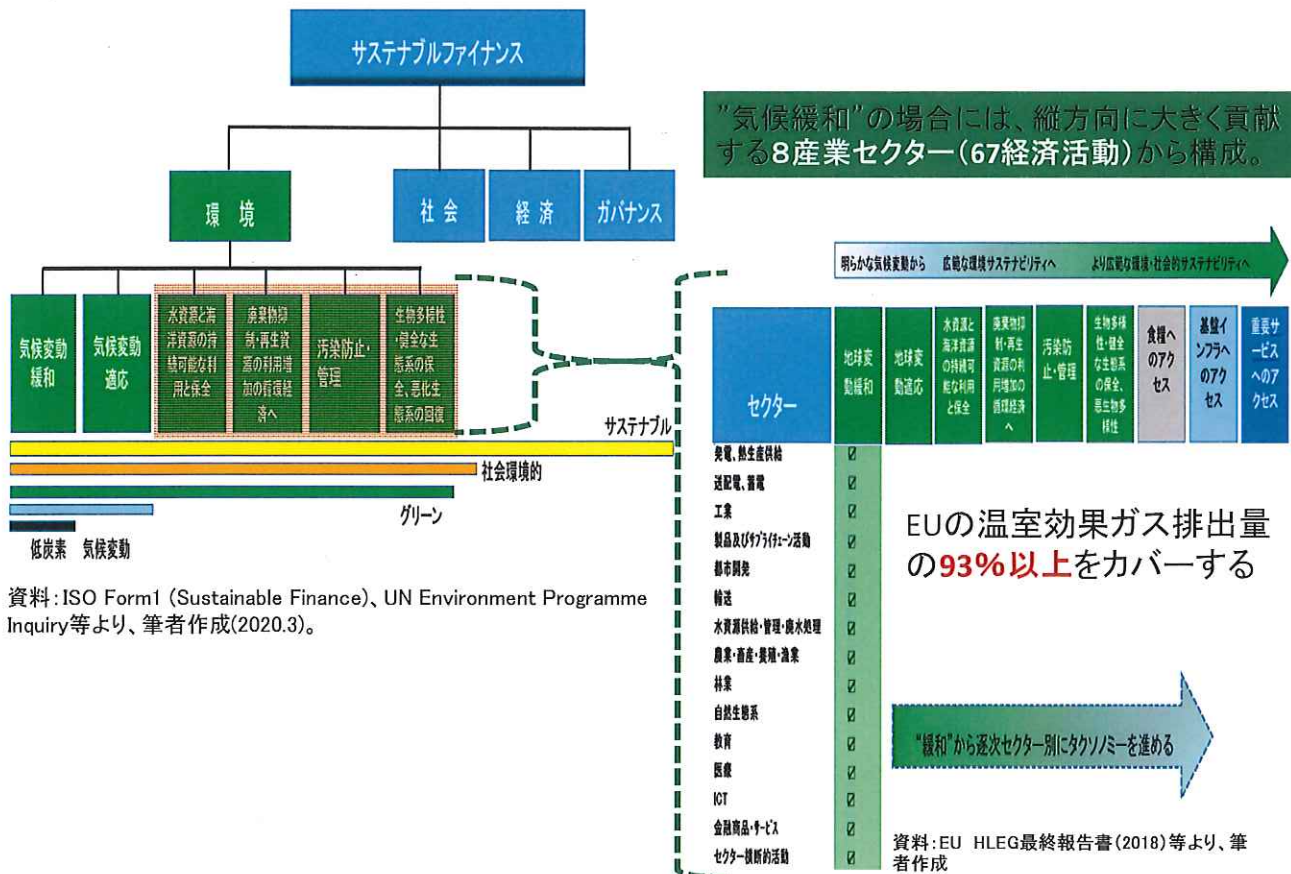 サステナブルファイナンス
環 境
社 会
経 済
ガバナンス
気候変動
緩和
気候変動
適応
水資源と海
洋資源の持
続可能な利
用と保全
廃棄物抑
制・再生資
源の利用増
加の循環経
済へ
汚染防止・
管理
生物多様性
・健全な生
態系の保
全、悪化生
態系の回復
サステナブル
社会環境的
グリーン
低炭素
気候変動
資料：ISO Form1 (Sustainable Finance)、UN Environment Programme
Inquiry等より、筆者作成(2020.3)。
”気候緩和”の場合には、縦方向に大きく貢献
する8産業セクター（67経済活動）から構成。
明らかな気候変動から
広範な環境サステナビリティへ
より広範な環境・社会的サステナビリティへ
セクター
地球変
動緩和
地球変
動適応
水資源と
海洋資源
の持続可
能な利用
と保全
廃棄物抑
制・再生
資源の利
用増加の
循環経済
へ
汚染防
止・管理
生物多様
性・健全
な生態系
の保全、
悪生物多
様性
食糧へ
のアク
セス
基盤イ
ンフラへ
のアク
セス
重要サ
ービス
へのア
クセス
発電、熱生産供給
☑
送配電、蓄電
☑
工業
☑
製品及びサプライチェーン活動
☑
都市開発
☑
輸送
☑
水資源供給・管理・廃水処理
☑
農業・畜産・養殖・漁業
☑
林業
☑
自然生態系
☑
教育
☑
医療
☑
ICT
☑
金融商品・サービス
☑
セクター横断的活動
☑
EUの温室効果ガス排出量
の93％以上をカバーする
“緩和”から逐次セクター別にタクソノミーを進める
資料：EU HLEG最終報告書(2018)等より、筆
者作成